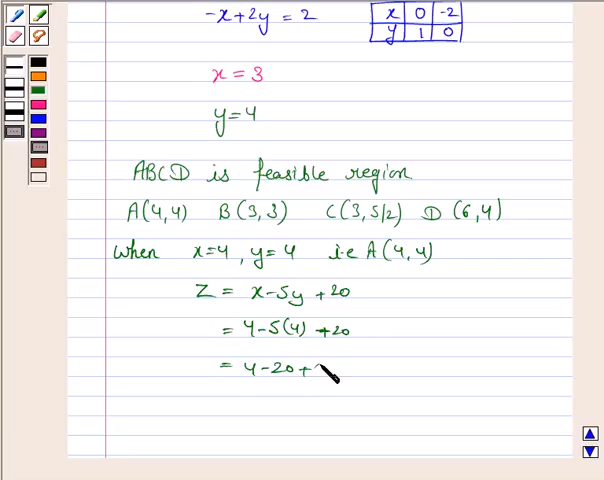 -x+2y = 2
x 0 -2
y 1 0
x = 3
y = 4
ABCD is feasible region
A(4,4) B(3,3) C(3,5/2) D (6,4)
When x=4, y=4 i.e A(4,4)
Z = x-5y +20
= 4-5(4) +20
= 4-20+